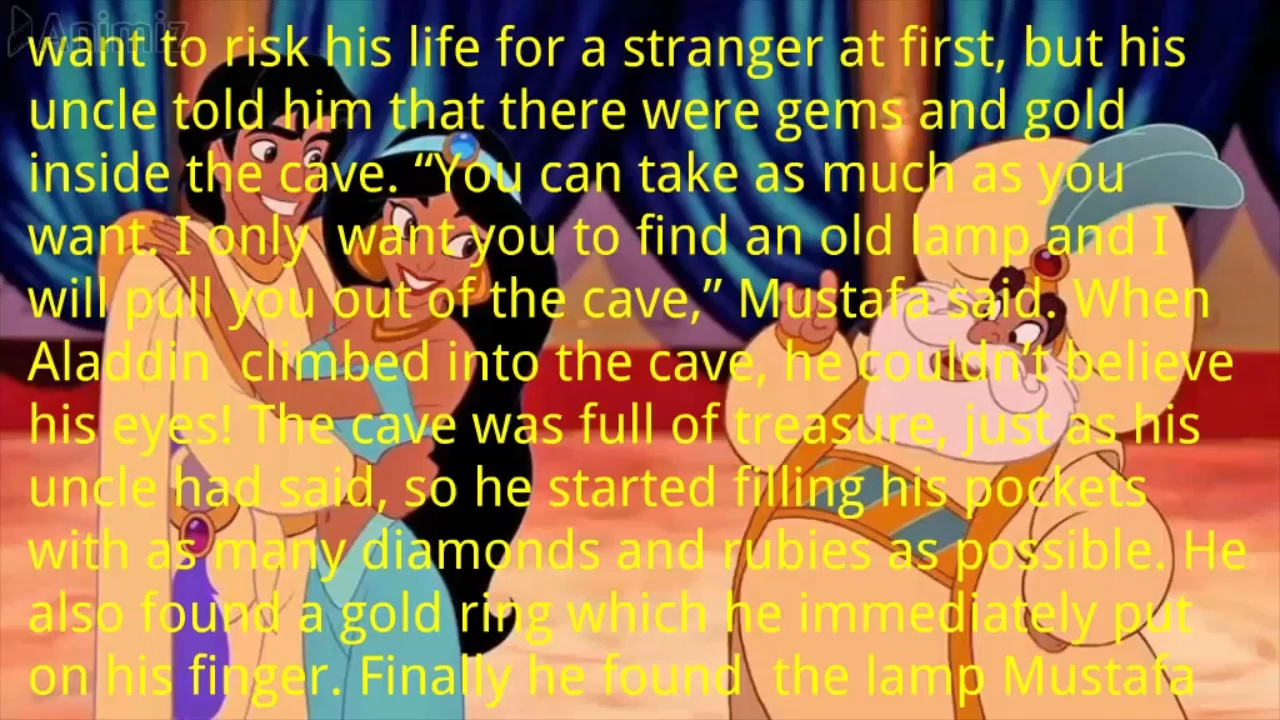 Animiz
want to risk his life for a stranger at first, but his
uncle told him that there were gems and gold
inside the cave. “You can take as much as you
want. I only  want you to find an old lamp and I
will pull you out of the cave,” Mustafa said. When
Aladdin  climbed into the cave, he couldn’t believe
his eyes! The cave was full of treasure, just as his
uncle had said, so he started filling his pockets
with as many diamonds and rubies as possible. He
also found a gold ring which he immediately put
on his finger. Finally he found  the lamp Mustafa